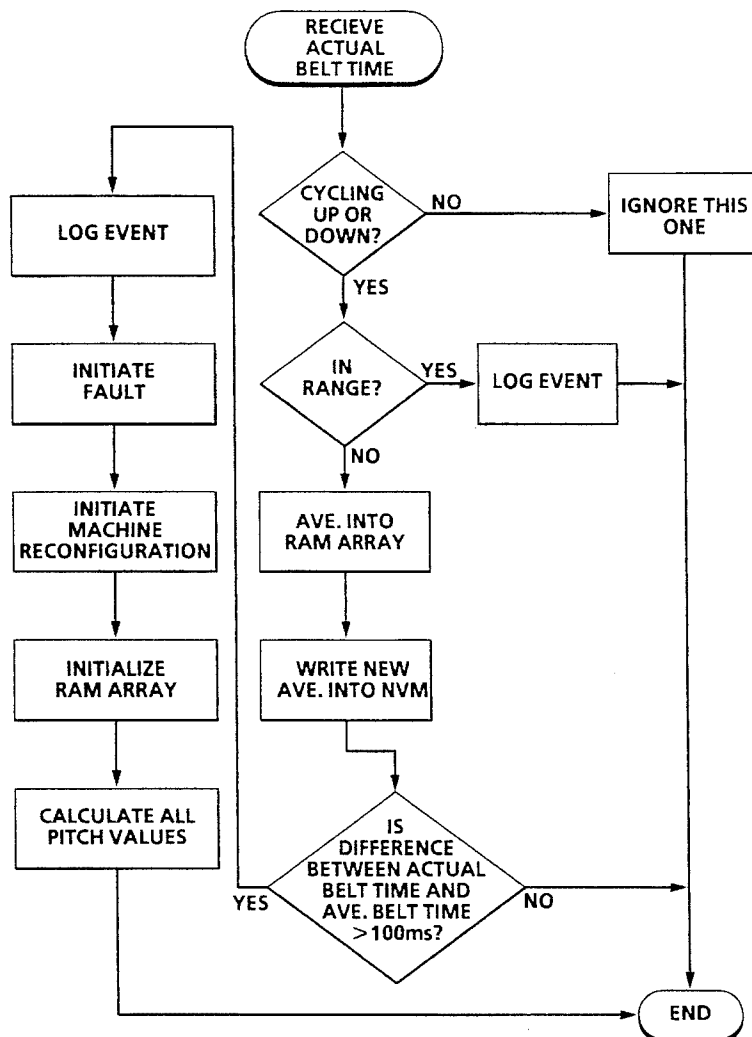 RECIEVE
ACTUAL
BELT TIME
CYCLING
UP OR
DOWN?
NO
IGNORE THIS
ONE
YES
IN
RANGE?
YES
LOG EVENT
NO
AVE. INTO
RAM ARRAY
WRITE NEW
AVE. INTO NVM
IS
DIFFERENCE
BETWEEN ACTUAL
BELT TIME AND
AVE. BELT TIME
>100ms?
YES
NO
LOG EVENT
INITIATE
FAULT
INITIATE
MACHINE
RECONFIGURATION
INITIALIZE
RAM ARRAY
CALCULATE ALL
PITCH VALUES
END